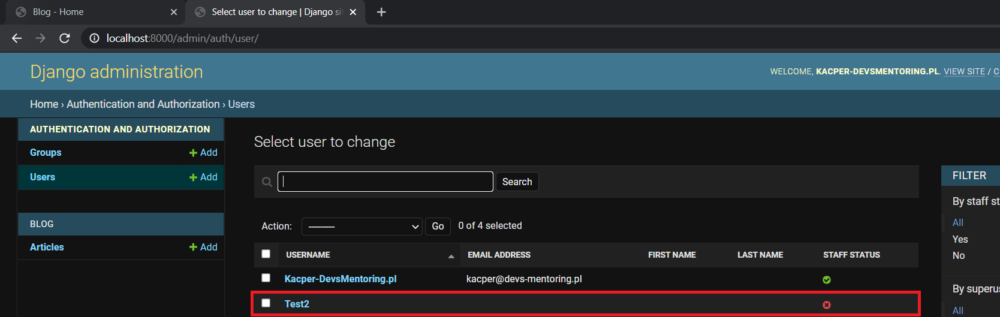 Blog - Home
Select user to change | Django si
localhost:8000/admin/auth/user/
Django administration
WELCOME, KACPER-DEVSMENTORING.PL. VIEW SITE / C
Home › Authentication and Authorization › Users
AUTHENTICATION AND AUTHORIZATION
Groups
Add
Users
Add
BLOG
Articles
Add
Select user to change
Search
Action:
---------
Go
0 of 4 selected
USERNAME
EMAIL ADDRESS
FIRST NAME
LAST NAME
STAFF STATUS
Kacper-DevsMentoring.pl
kacper@devs-mentoring.pl
Test2
FILTER
By staff st
All
Yes
No
By superus
All